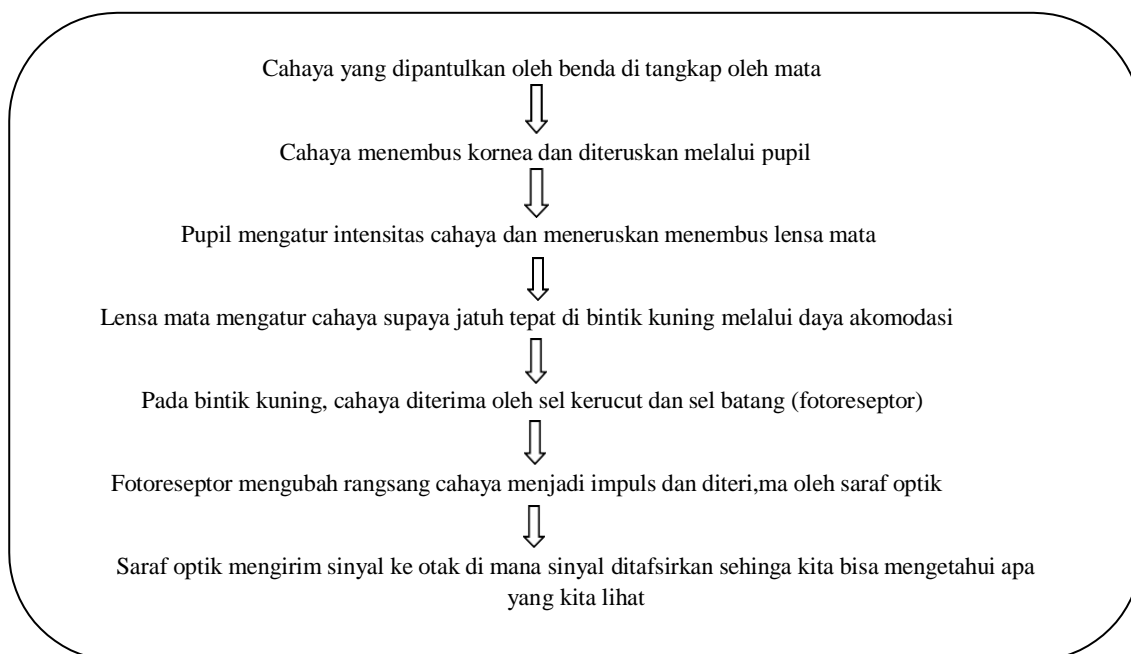 Cahaya yang dipantulkan oleh benda di tangkap oleh mata
Cahaya menembus kornea dan diteruskan melalui pupil
Pupil mengatur intensitas cahaya dan meneruskan menembus lensa mata
Lensa mata mengatur cahaya supaya jatuh tepat di bintik kuning melalui daya akomodasi
Pada bintik kuning, cahaya diterima oleh sel kerucut dan sel batang (fotoreseptor)
Fotoreseptor mengubah rangsang cahaya menjadi impuls dan diteri,ma oleh saraf optik
Saraf optik mengirim sinyal ke otak di mana sinyal ditafsirkan sehinga kita bisa mengetahui apa
yang kita lihat